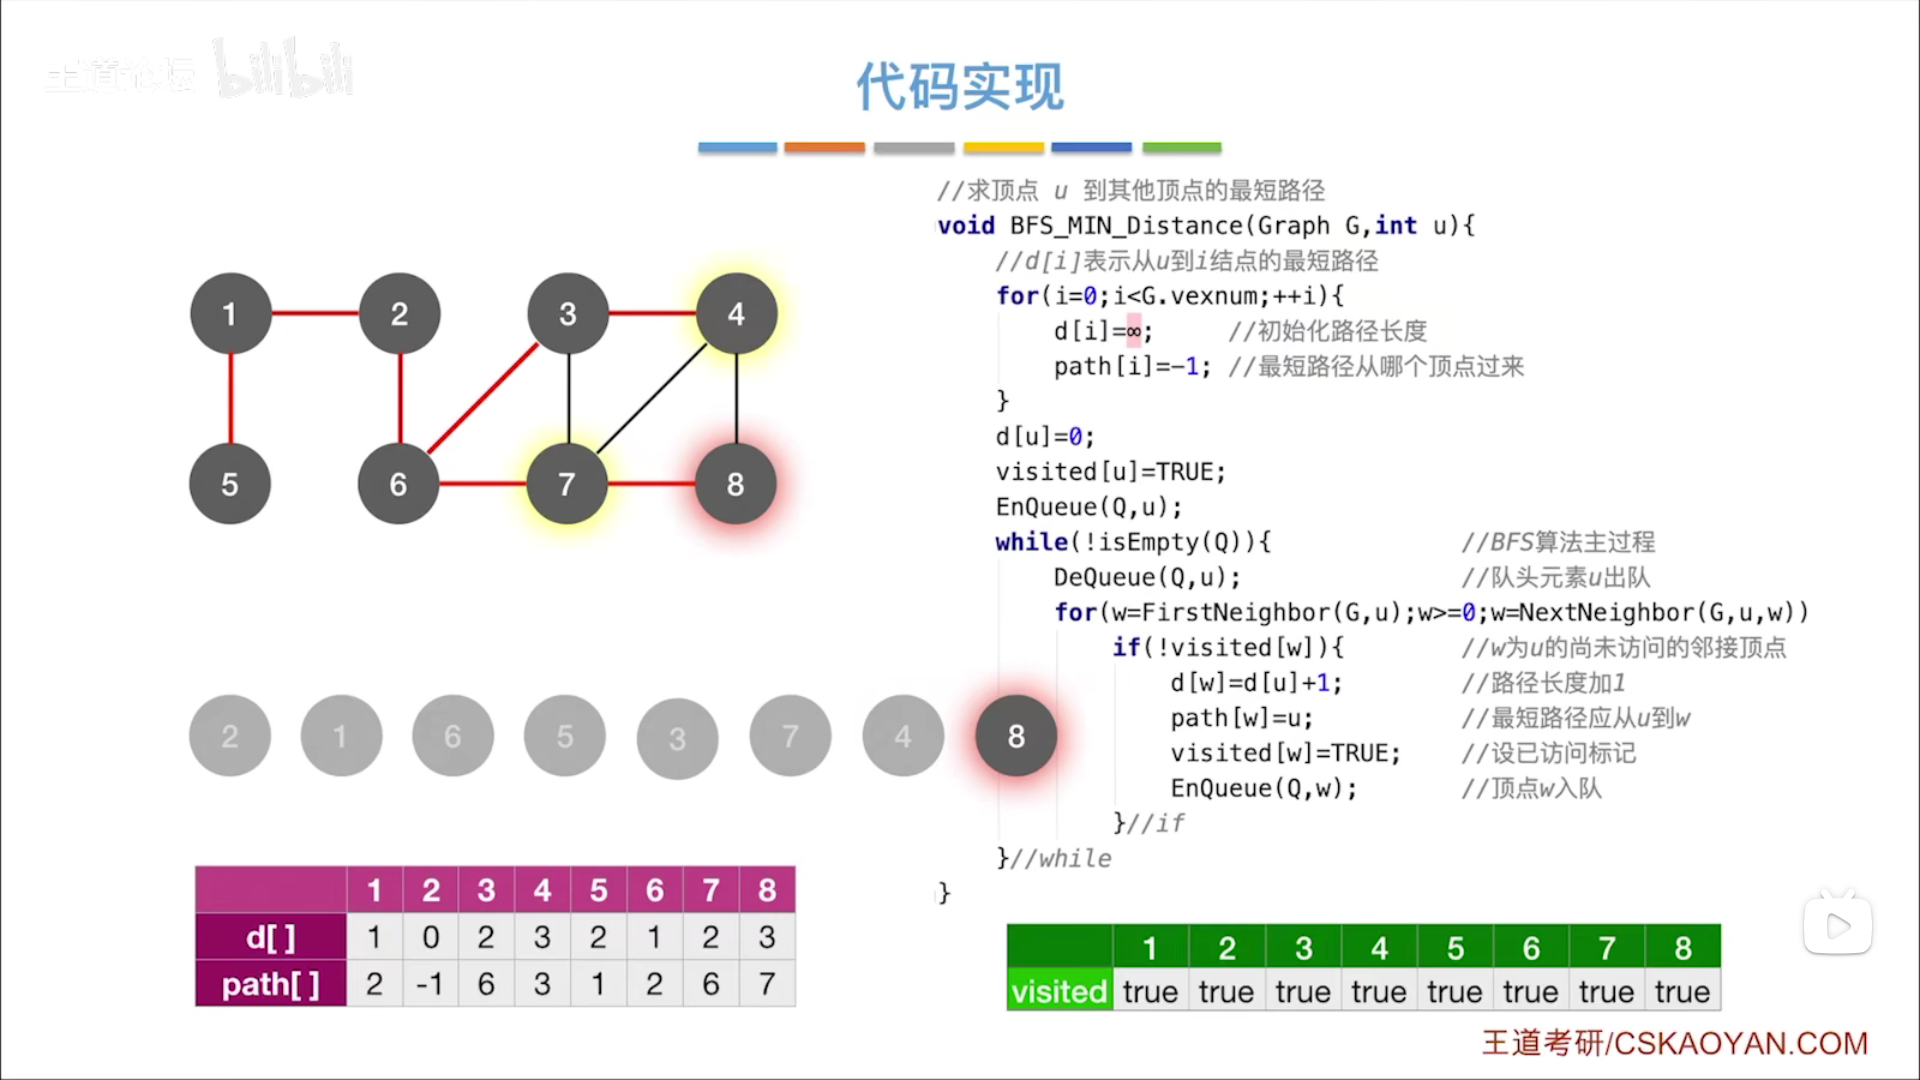 王道论坛 bilibili
代码实现
//求顶点 u 到其他顶点的最短路径
void BFS_MIN_Distance(Graph G,int u){
//d[i]表示从u到i结点的最短路径
for(i=0;i<G.vexnum;++i){
d[i]=∞; //初始化路径长度
path[i]=-1; //最短路径从哪个顶点过来
}
d[u]=0;
visited[u]=TRUE;
EnQueue(Q,u);
while(!isEmpty(Q)){ //BFS算法主过程
DeQueue(Q,u); //队头元素u出队
for(w=FirstNeighbor(G,u);w>=0;w=NextNeighbor(G,u,w))
if(!visited[w]){ //w为u的尚未访问的邻接顶点
d[w]=d[u]+1; //路径长度加1
path[w]=u; //最短路径应从u到w
visited[w]=TRUE; //设已访问标记
EnQueue(Q,w); //顶点w入队
}//if
}//while
}
1 2 3 4
5 6 7 8
2 1 6 5 3 7 4 8
1 2 3 4 5 6 7 8
d[ ] 1 0 2 3 2 1 2 3
path[ ] 2 -1 6 3 1 2 6 7
1 2 3 4 5 6 7 8
visited true true true true true true true true
王道考研/CSKAOYAN.COM